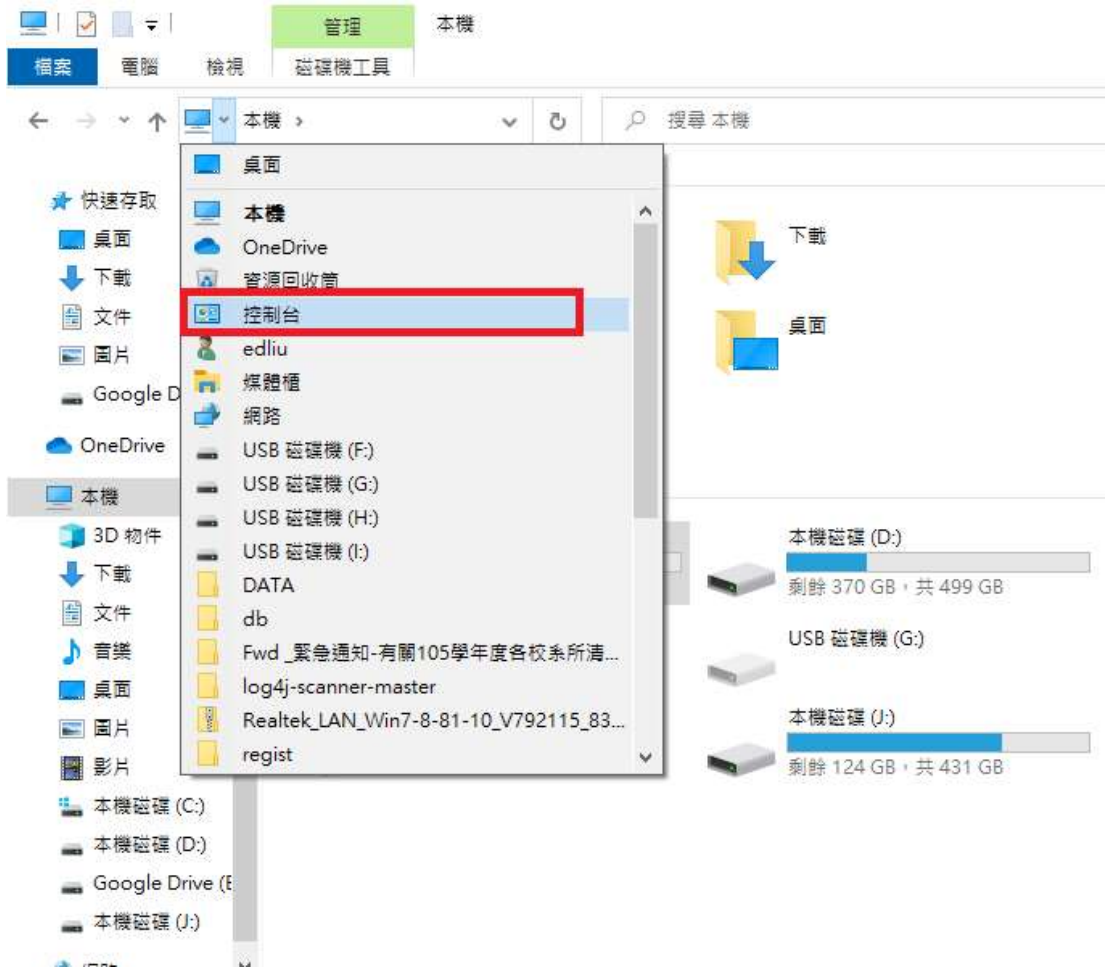 管理
本機
檔案
電腦
檢視
磁碟機工具
本機
搜尋 本機
快速存取
桌面
下載
文件
圖片
Google D
OneDrive
本機
3D 物件
下載
文件
音樂
桌面
圖片
影片
本機磁碟 (C:)
本機磁碟 (D:)
Google Drive (E
本機磁碟 (J:)
網路
桌面
本機
OneDrive
資源回收筒
控制台
edliu
媒體櫃
網路
USB 磁碟機 (F:)
USB 磁碟機 (G:)
USB 磁碟機 (H:)
USB 磁碟機 (I:)
DATA
db
Fwd _緊急通知-有關105學年度各校系所清...
log4j-scanner-master
Realtek_LAN_Win7-8-81-10_V792115_83...
regist
下載
桌面
本機磁碟 (D:)
剩餘 370 GB，共 499 GB
USB 磁碟機 (G:)
本機磁碟 (J:)
剩餘 124 GB，共 431 GB